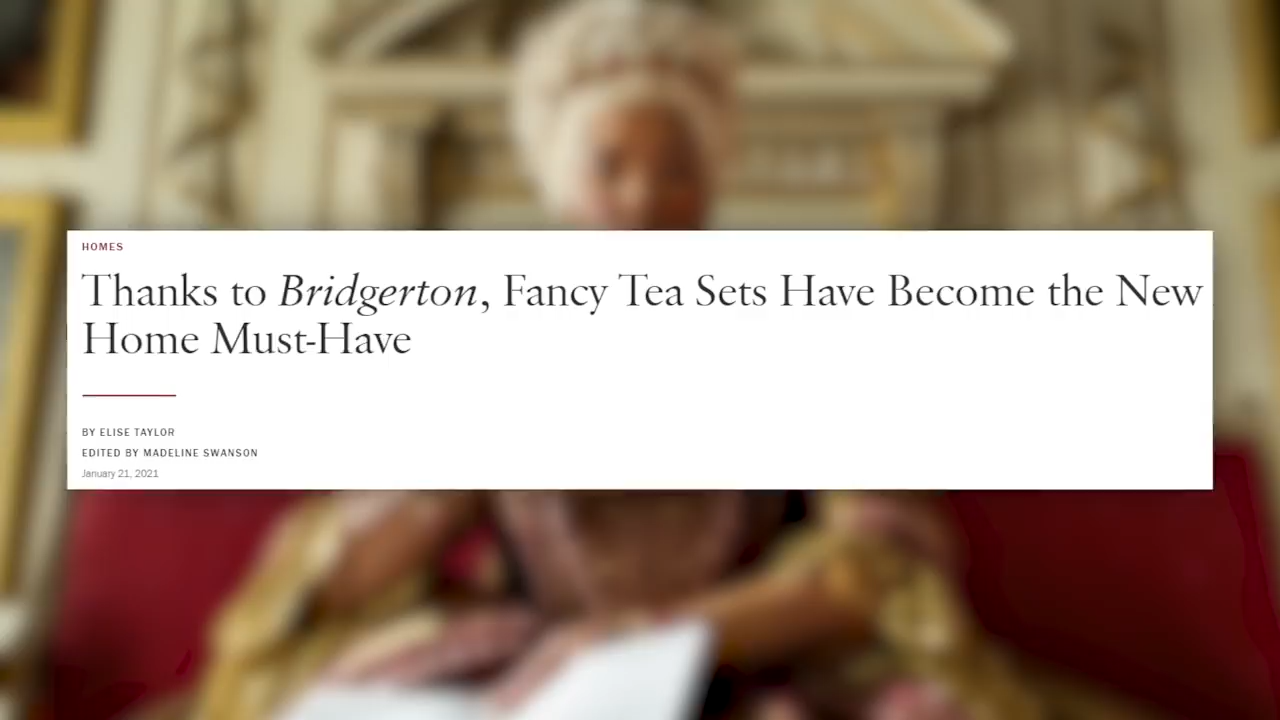 HOMES
Thanks to Bridgerton, Fancy Tea Sets Have Become the New
Home Must-Have
BY ELISE TAYLOR
EDITED BY MADELINE SWANSON
January 21, 2021